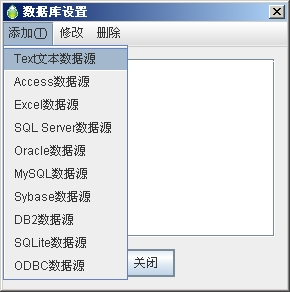 数据库设置
添加(T) 修改 删除
Text文本数据源
Access数据源
Excel数据源
SQL Server数据源
Oracle数据源
MySQL数据源
Sybase数据源
DB2数据源
SQLite数据源
ODBC数据源
关闭